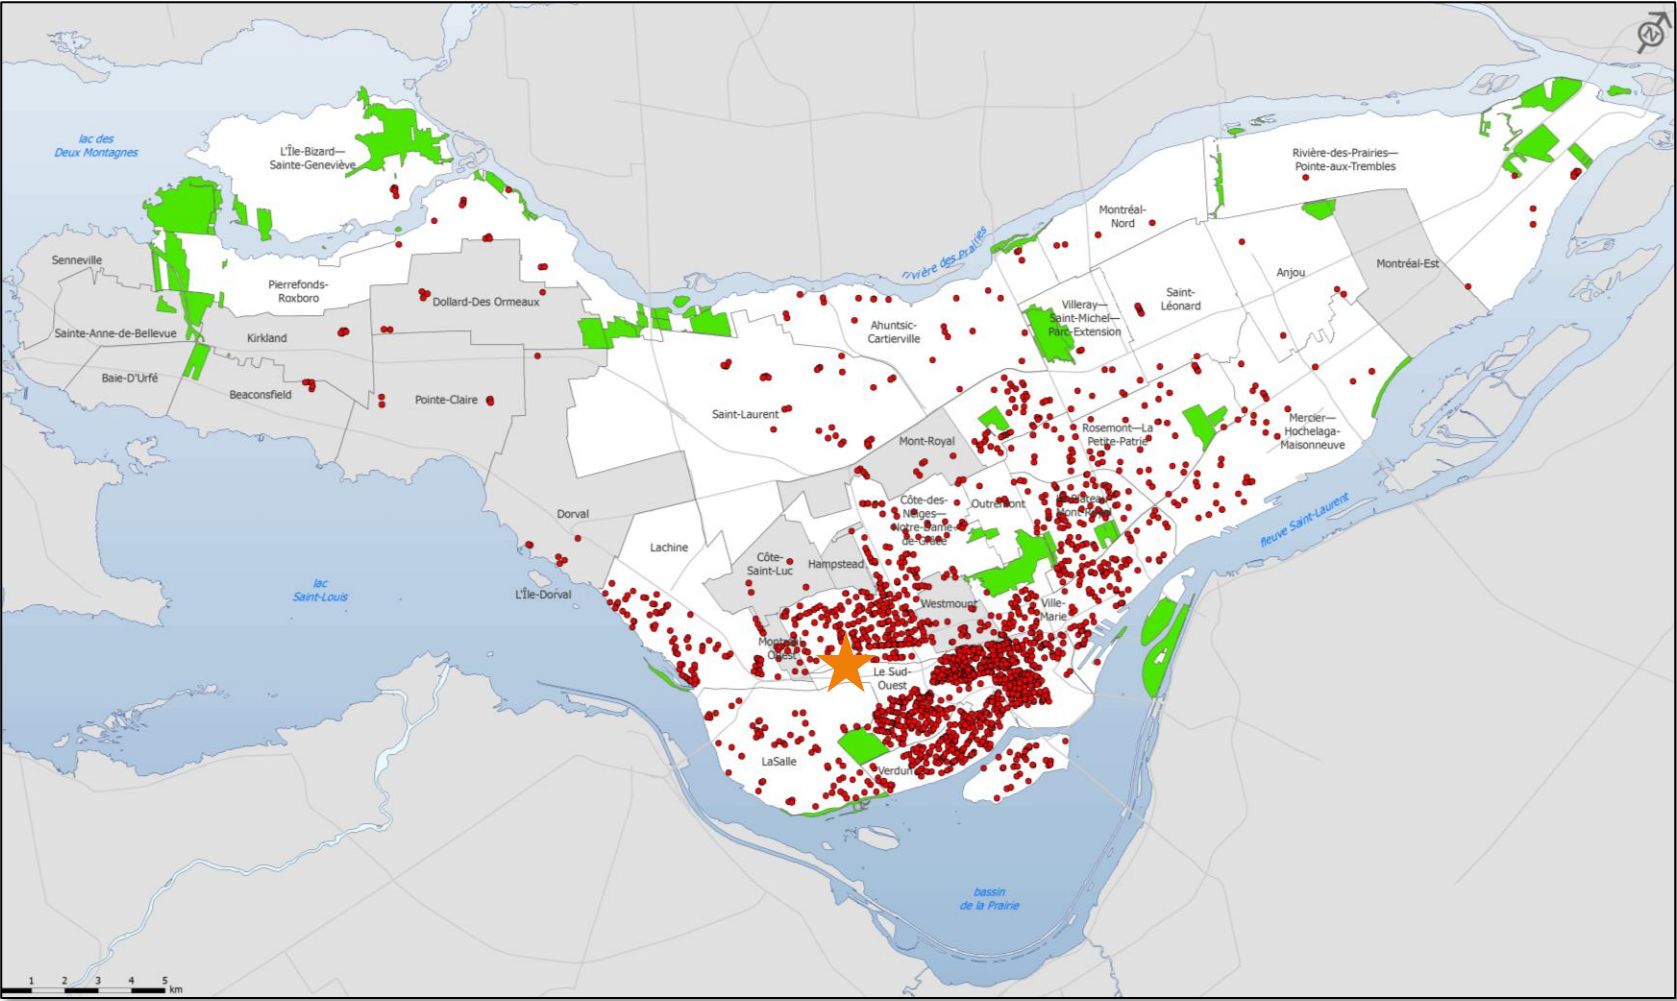 N
lac des
Deux Montagnes
L'Île-Bizard—
Sainte-Geneviève
Rivière-des-Prairies—
Pointe-aux-Trembles
Montréal-
Nord
rivière des Prairies
Senneville
Pierrefonds-
Roxboro
Dollard-Des Ormeaux
Anjou
Montréal-Est
Saint-
Léonard
Villeray—
Saint-Michel—
Parc-Extension
Ahuntsic-
Cartierville
Sainte-Anne-de-Bellevue
Kirkland
Baie-D'Urfé
Beaconsfield
Pointe-Claire
Saint-Laurent
Mont-Royal
Rosemont—La
Petite-Patrie
Mercier—
Hochelaga-
Maisonneuve
Côte-des-
Neiges—
Notre-Dame-
de-Grâce
Outremont
Le Plateau-
Mont-Royal
fleuve Saint-Laurent
Dorval
Lachine
Côte-
Saint-Luc
Hampstead
lac
Saint-Louis
L'Île-Dorval
Westmount
Ville-
Marie
Montréal-
Ouest
Le Sud-
Ouest
LaSalle
Verdun
bassin
de la Prairie
1 2 3 4 5
km